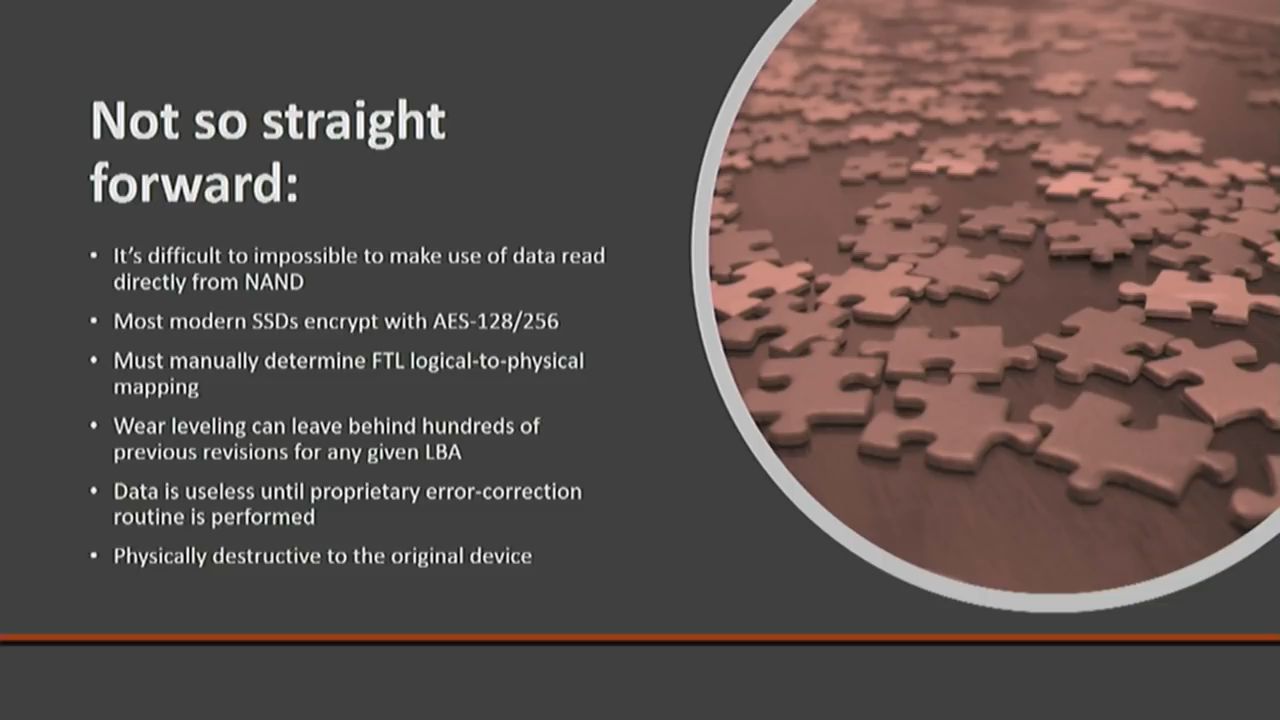 Not so straight
forward:
• It’s difficult to impossible to make use of data read
directly from NAND
• Most modern SSDs encrypt with AES-128/256
• Must manually determine FTL logical-to-physical
mapping
• Wear leveling can leave behind hundreds of
previous revisions for any given LBA
• Data is useless until proprietary error-correction
routine is performed
• Physically destructive to the original device